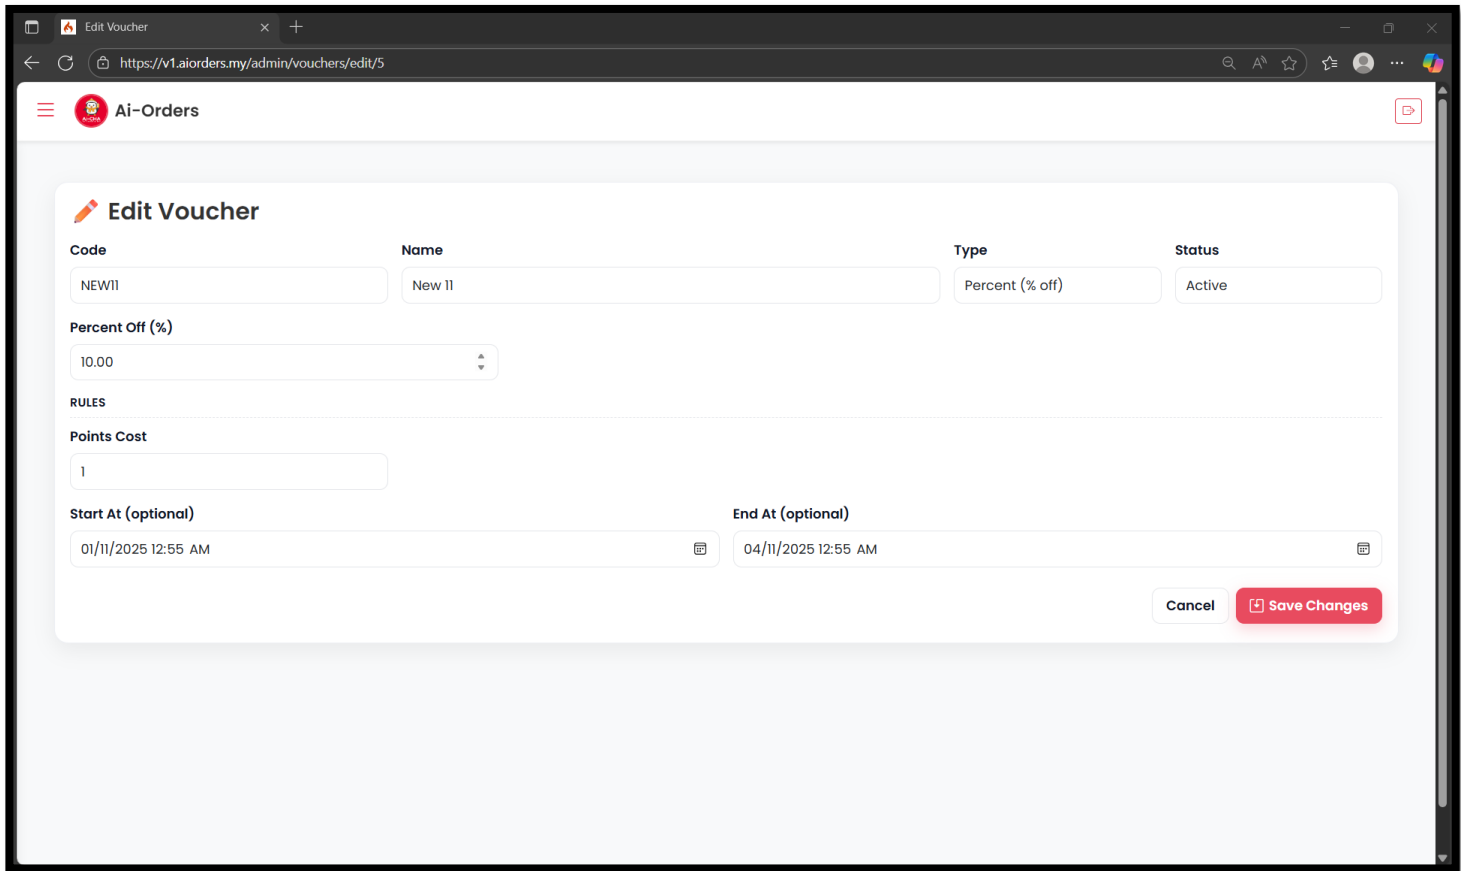 Edit Voucher
https://v1.aiorders.my/admin/vouchers/edit/5
Ai-Orders
Edit Voucher
Code Name Type Status
NEW11 New 11 Percent (% off) Active
Percent Off (%)
10.00
RULES
Points Cost
1
Start At (optional) End At (optional)
01/11/2025 12:55 AM 04/11/2025 12:55 AM
Cancel Save Changes